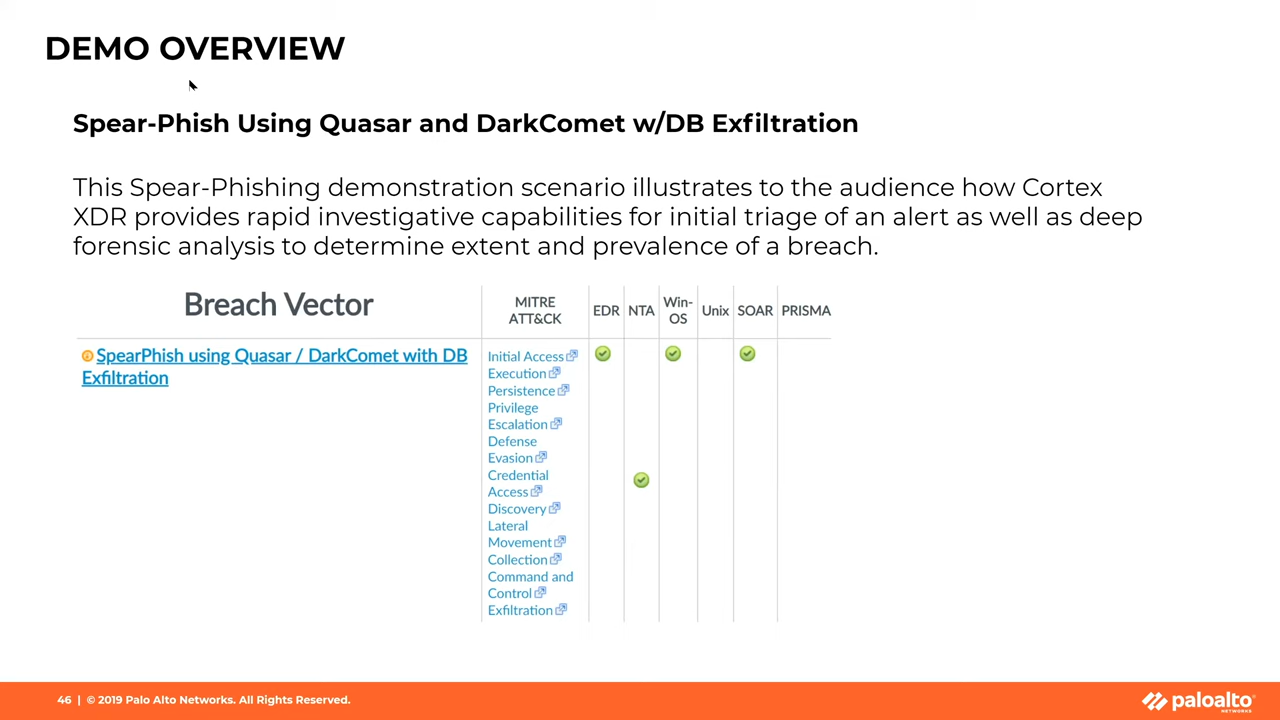 DEMO OVERVIEW
Spear-Phish Using Quasar and DarkComet w/DB Exfiltration
This Spear-Phishing demonstration scenario illustrates to the audience how Cortex
XDR provides rapid investigative capabilities for initial triage of an alert as well as deep
forensic analysis to determine extent and prevalence of a breach.
Breach Vector
MITRE
ATT&CK
EDR
NTA
Win-
OS
Unix
SOAR
PRISMA
SpearPhish using Quasar / DarkComet with DB
Exfiltration
Initial Access
Execution
Persistence
Privilege
Escalation
Defense
Evasion
Credential
Access
Discovery
Lateral
Movement
Collection
Command and
Control
Exfiltration
46 | © 2019 Palo Alto Networks. All Rights Reserved.
paloalto
NETWORKS